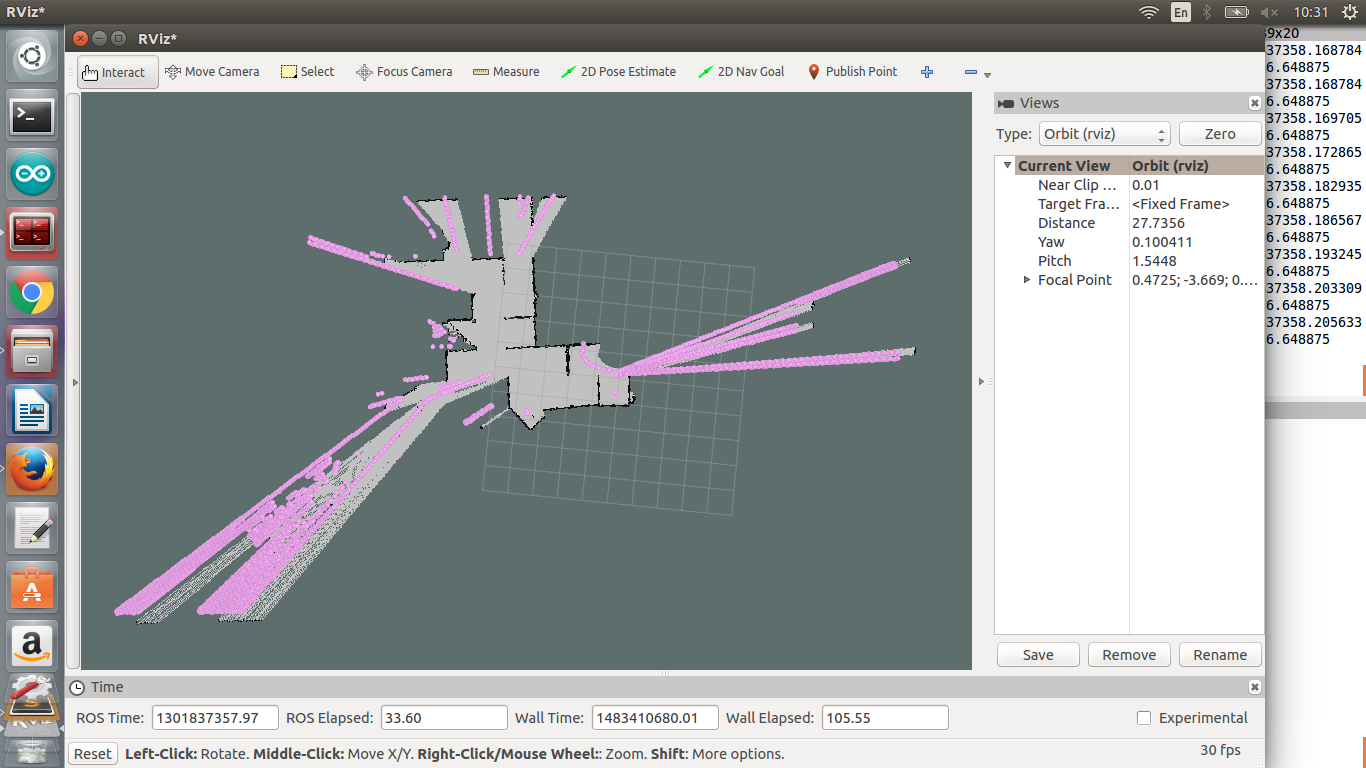 RViz*
En
10:31
RViz*
39x20
Interact
Move Camera
Select
Focus Camera
Measure
2D Pose Estimate
2D Nav Goal
Publish Point
37358.168784
6.648875
37358.168784
6.648875
37358.169705
6.648875
37358.172865
6.648875
37358.182935
6.648875
37358.186567
6.648875
37358.193245
6.648875
37358.203309
6.648875
37358.205633
6.648875
Views
Type: Orbit (rviz) Zero
Current View Orbit (rviz)
Near Clip ... 0.01
Target Fra... <Fixed Frame>
Distance 27.7356
Yaw 0.100411
Pitch 1.5448
Focal Point 0.4725; -3.669; 0....
Save Remove Rename
Time
ROS Time: 1301837357.97 ROS Elapsed: 33.60 Wall Time: 1483410680.01 Wall Elapsed: 105.55 Experimental
Reset Left-Click: Rotate. Middle-Click: Move X/Y. Right-Click/Mouse Wheel:: Zoom. Shift: More options. 30 fps